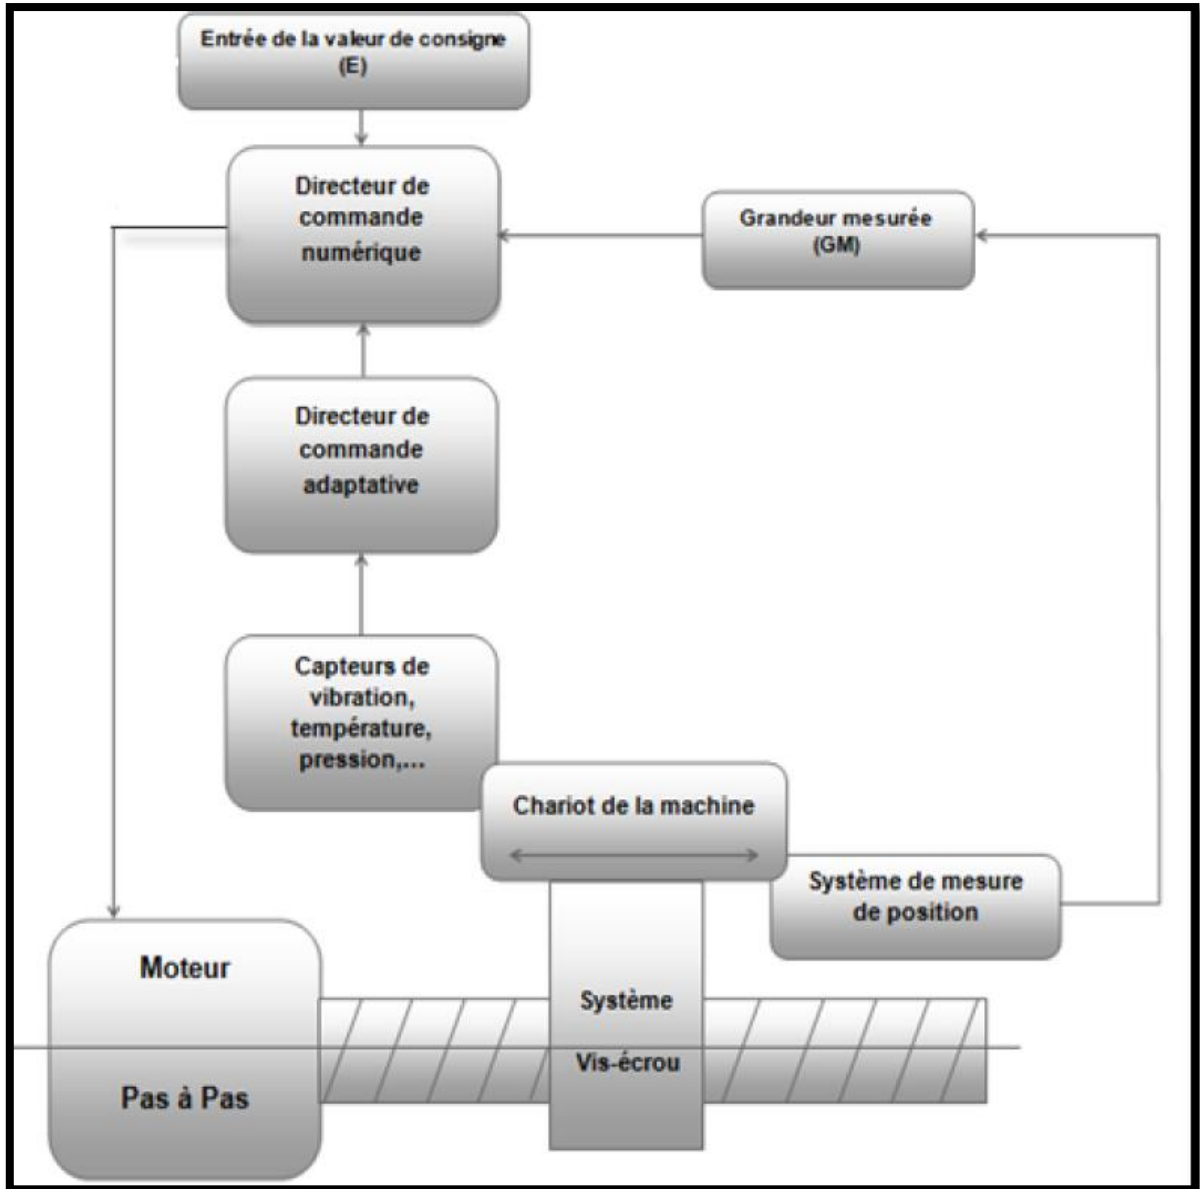 Entrée de la valeur de consigne
(E)
Directeur de
commande
numérique
Grandeur mesurée
(GM)
Directeur de
commande
adaptative
Capteurs de
vibration,
température,
pression,...
Chariot de la machine
Système de mesure
de position
Moteur
Pas à Pas
Système
Vis-écrou